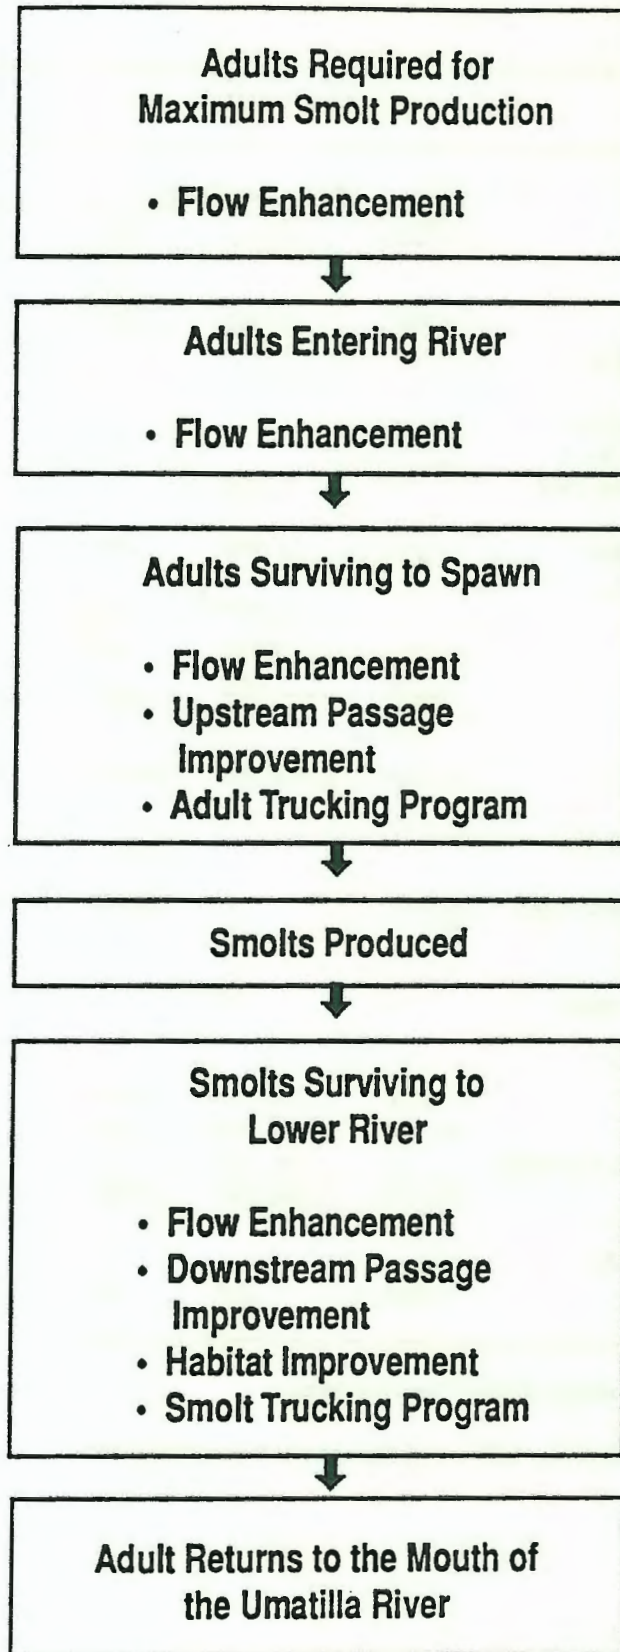 Adults Required for
Maximum Smolt Production
• Flow Enhancement
Adults Entering River
• Flow Enhancement
Adults Surviving to Spawn
• Flow Enhancement
• Upstream Passage
Improvement
• Adult Trucking Program
Smolts Produced
Smolts Surviving to
Lower River
• Flow Enhancement
• Downstream Passage
Improvement
• Habitat Improvement
• Smolt Trucking Program
Adult Returns to the Mouth of
the Umatilla River